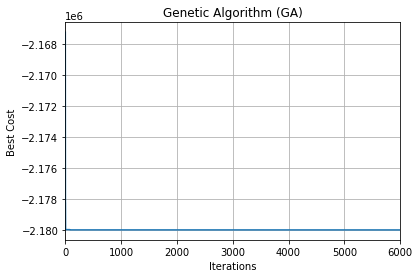 Genetic Algorithm (GA)
1e6
−2.168
−2.170
−2.172
−2.174
−2.176
−2.178
−2.180
Best Cost
0 1000 2000 3000 4000 5000 6000
Iterations